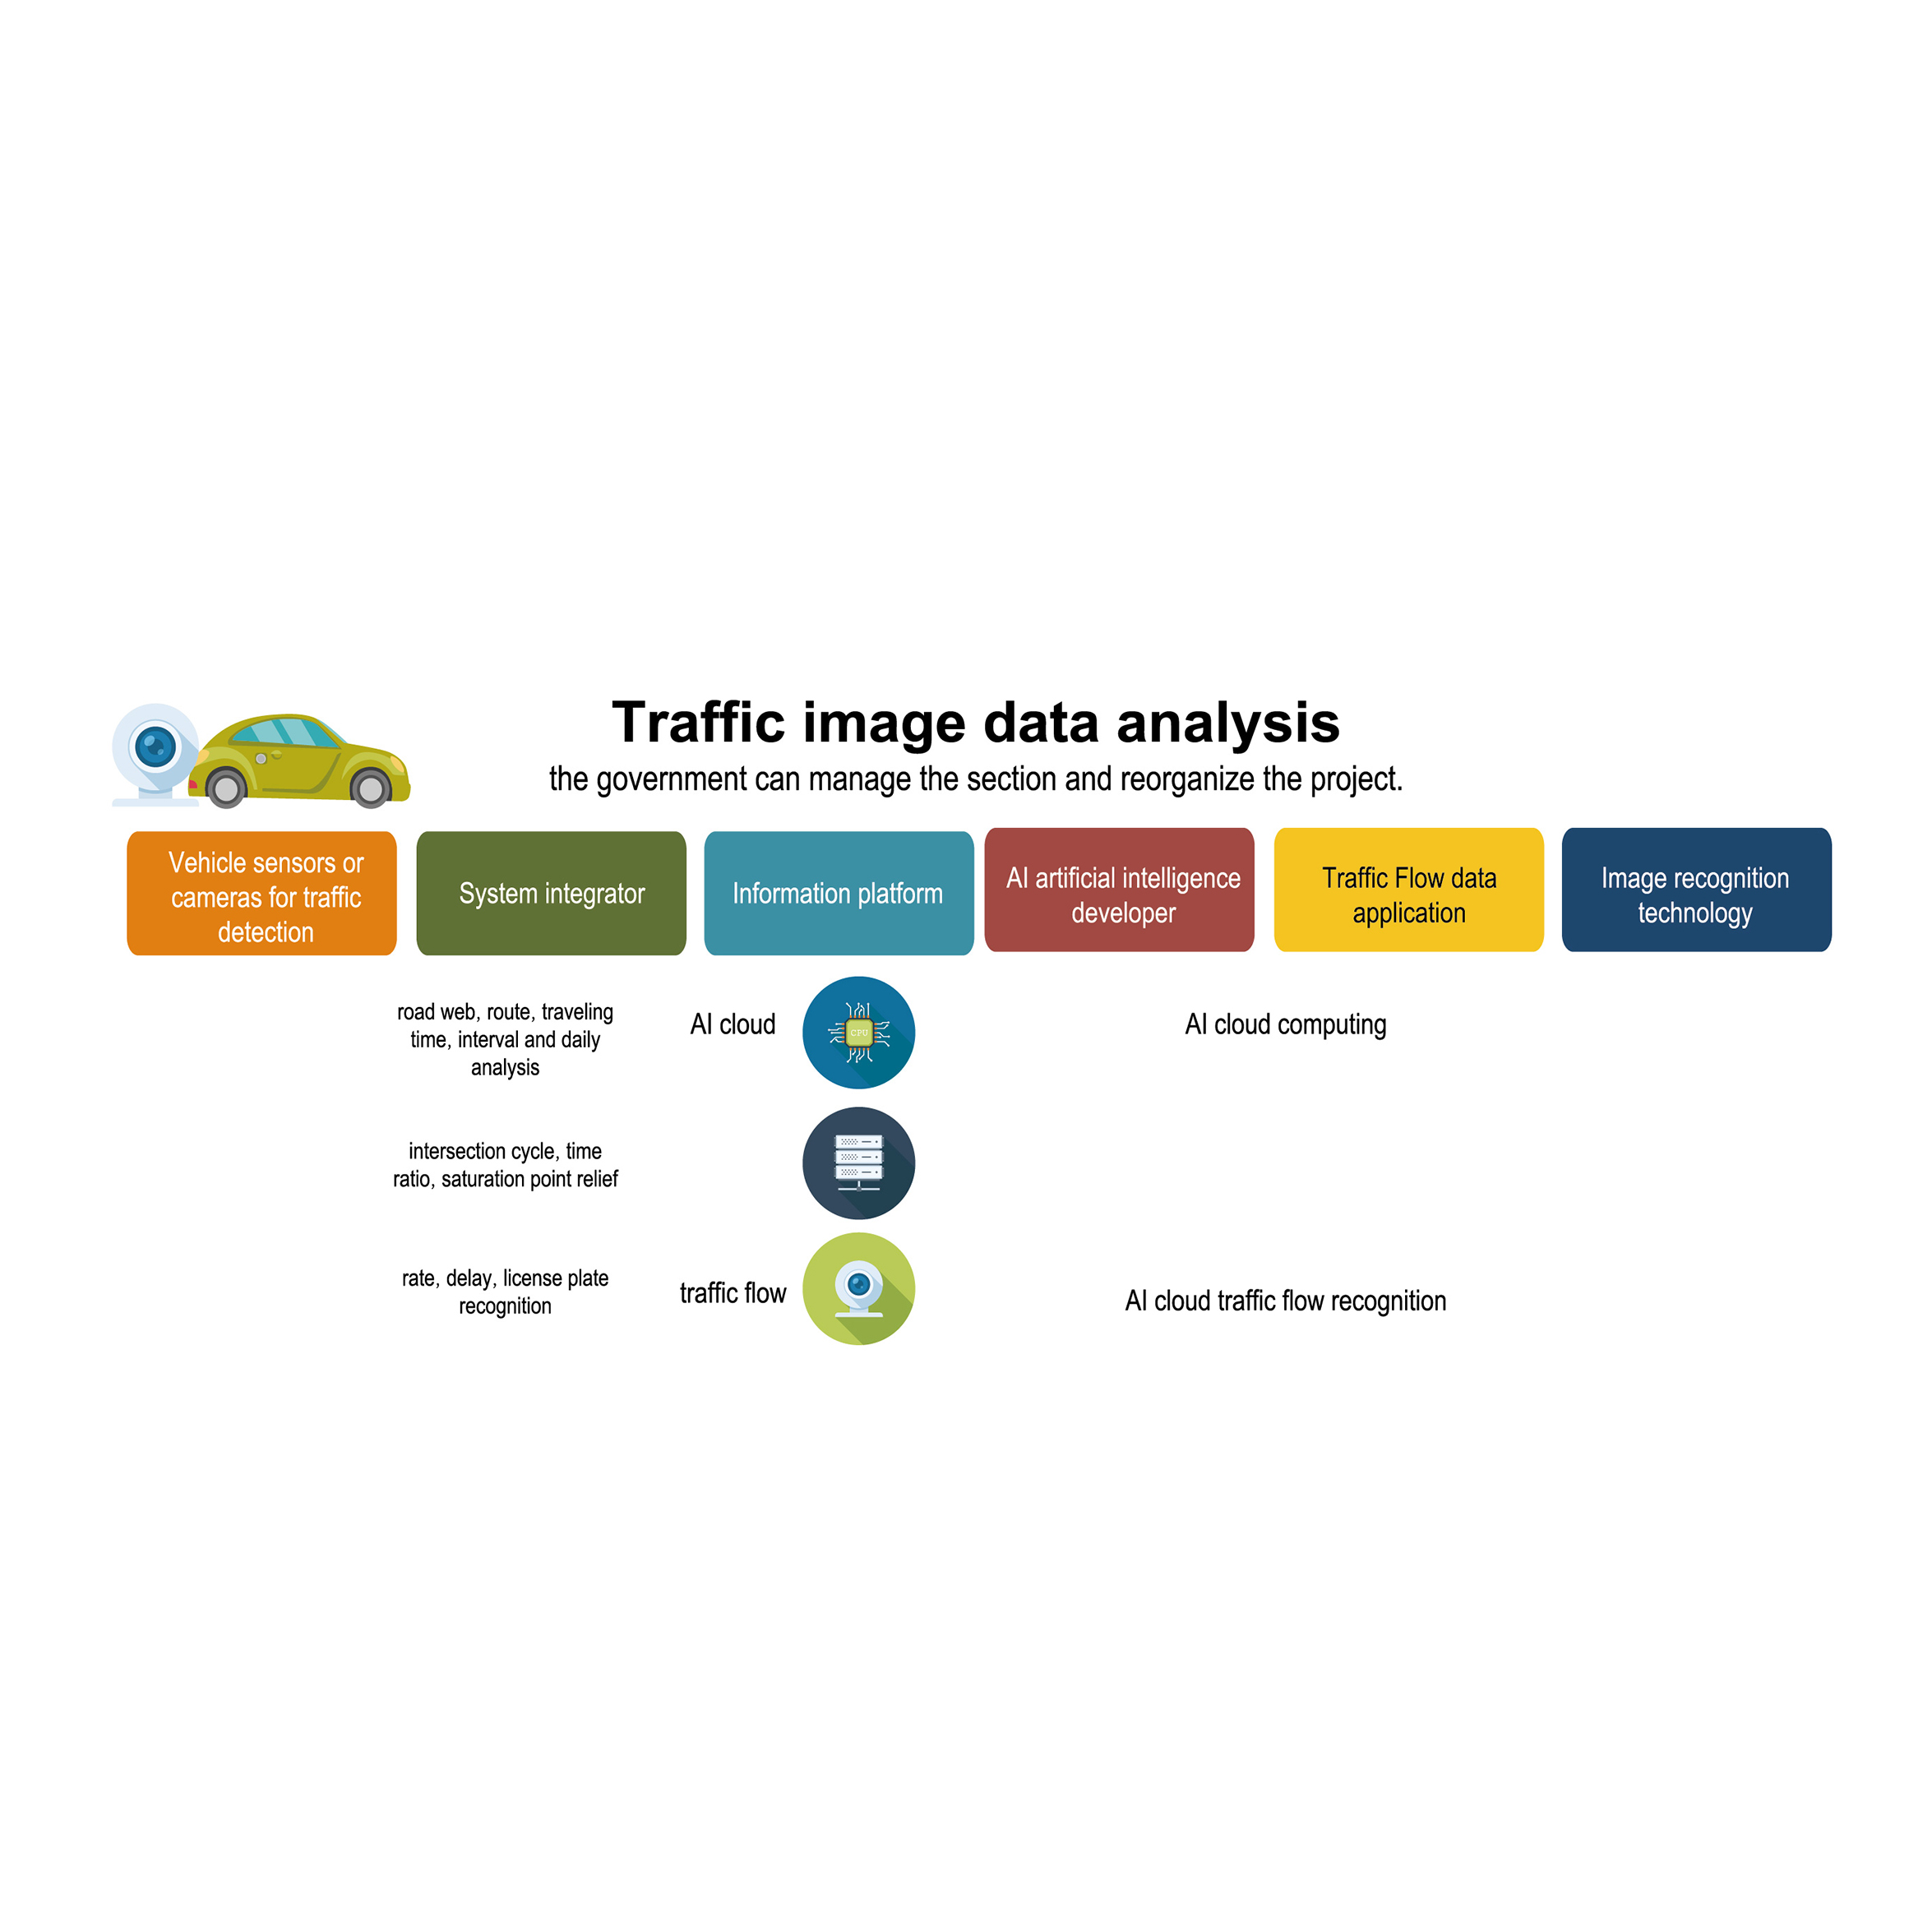 Traffic image data analysis
the government can manage the section and reorganize the project.
Vehicle sensors or
cameras for traffic
detection
System integrator
Information platform
AI artificial intelligence
developer
Traffic Flow data
application
Image recognition
technology
road web, route, traveling
time, interval and daily
analysis
AI cloud
CPU
AI cloud computing
intersection cycle, time
ratio, saturation point relief
rate, delay, license plate
recognition
traffic flow
AI cloud traffic flow recognition